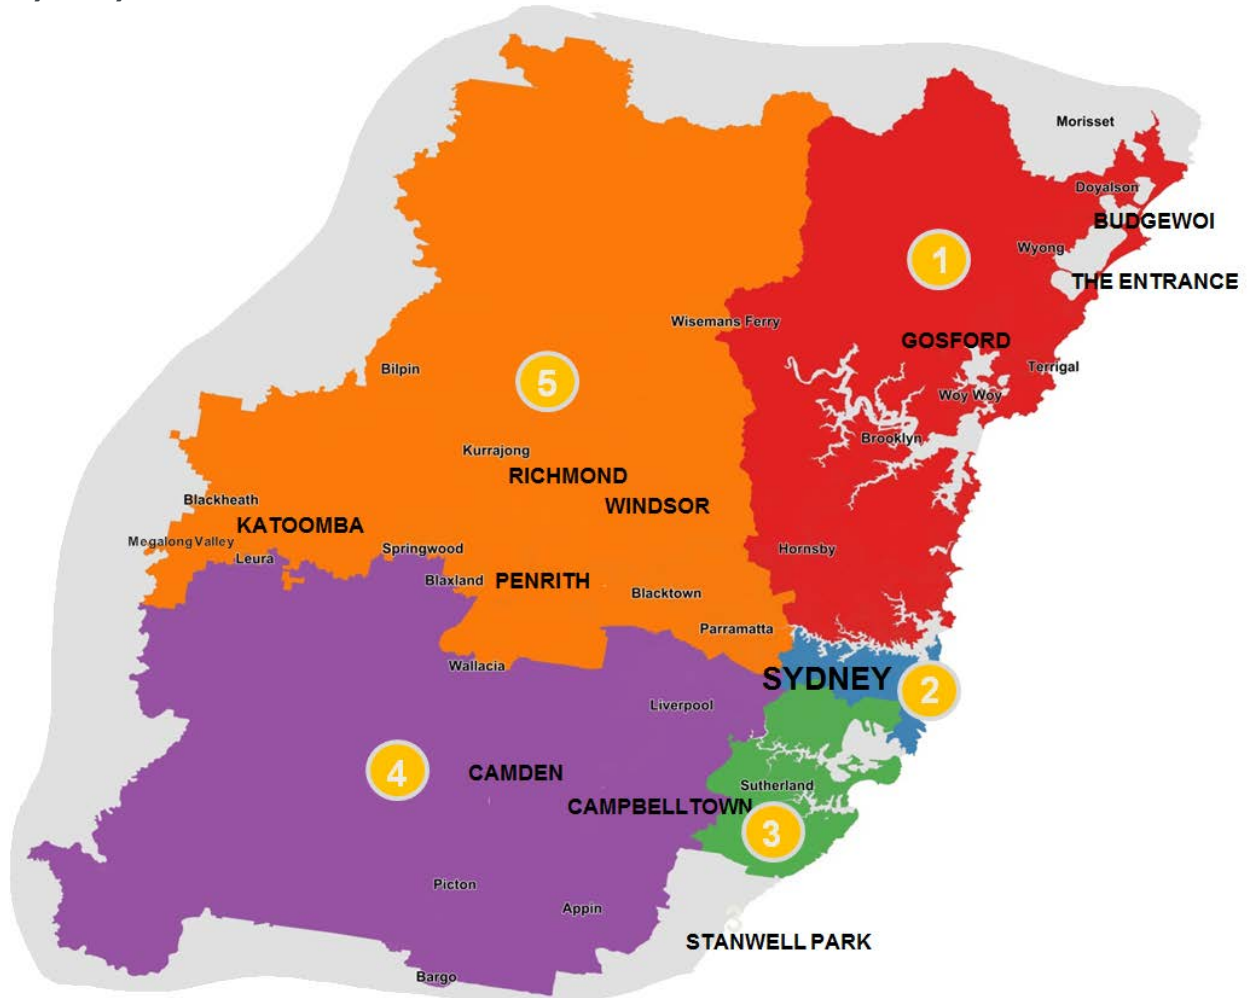 Morisset
Doyalson
BUDGEWOI
Wyong
1
THE ENTRANCE
Wisemans Ferry
GOSFORD
Terrigal
Bilpin
5
Woy Woy
Brooklyn
Kurrajong
RICHMOND
WINDSOR
Blackheath
KATOOMBA
Megalong Valley
Springwood
Hornsby
Leura
Blaxland
PENRITH
Blacktown
Parramatta
Wallacia
SYDNEY
2
Liverpool
4
CAMDEN
Sutherland
CAMPBELLTOWN
3
Picton
Appin
3
STANWELL PARK
Bargo